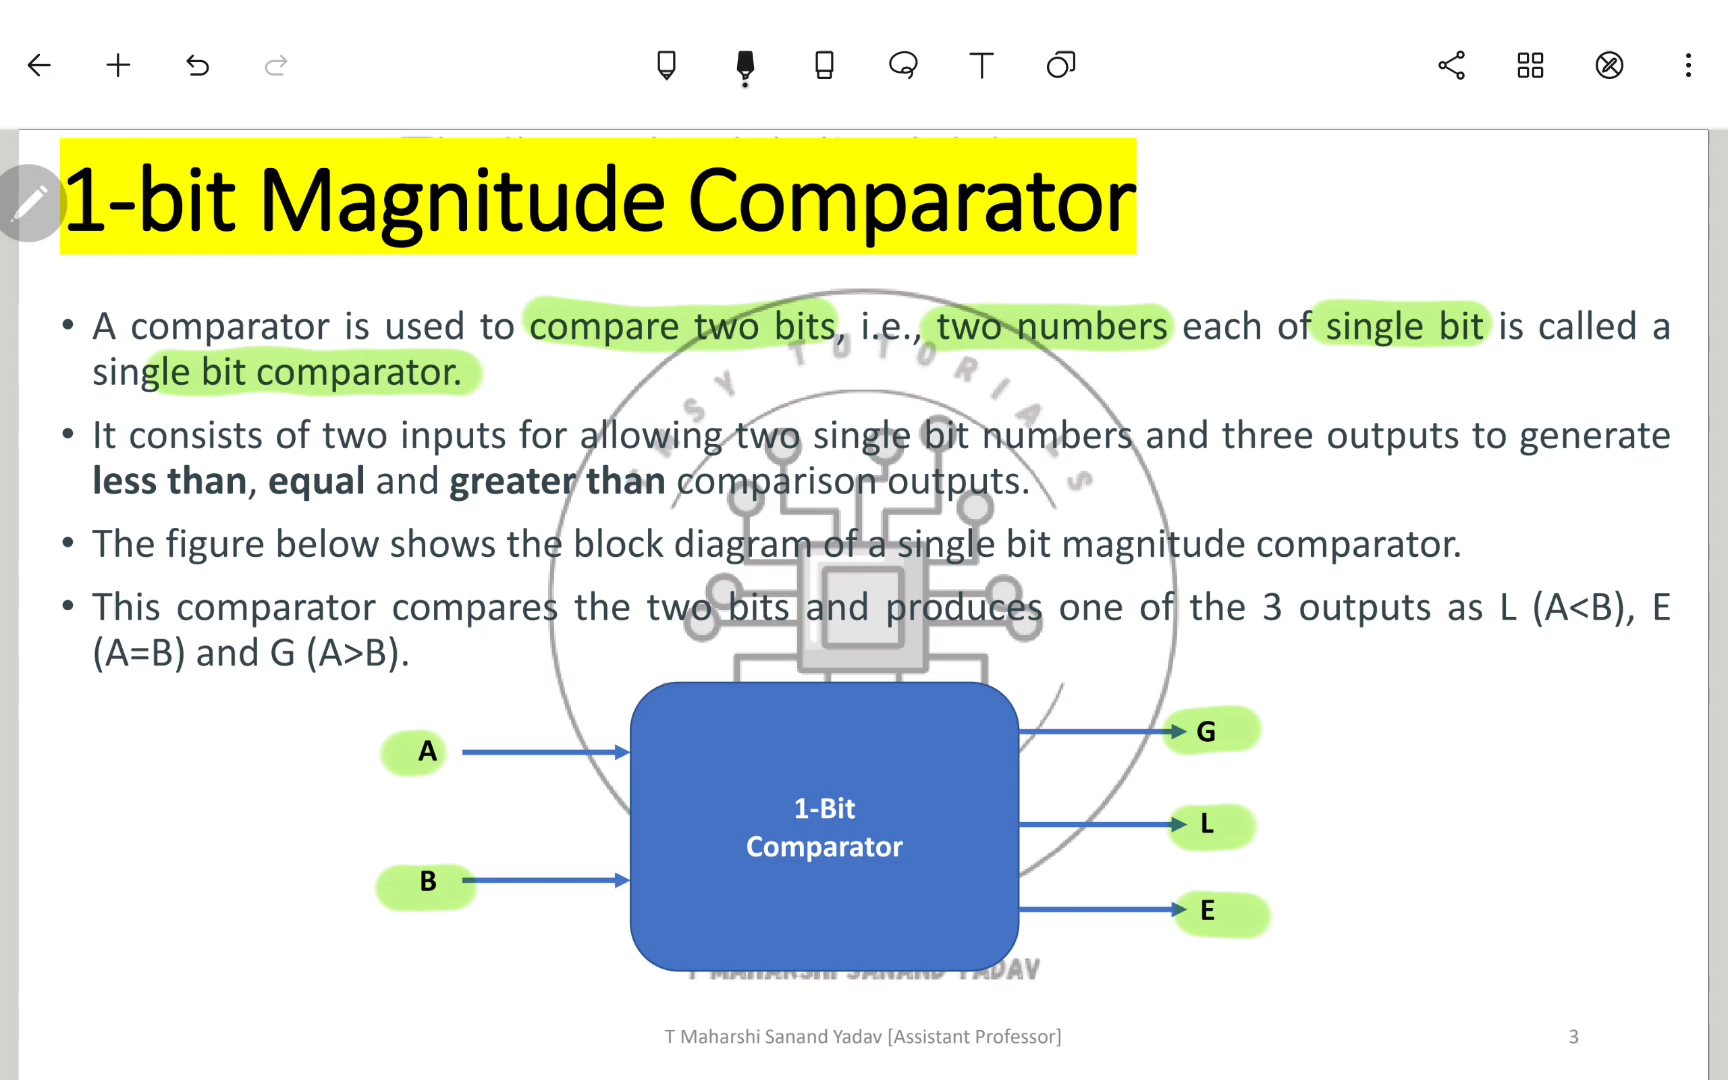 1-bit Magnitude Comparator
• A comparator is used to compare two bits, i.e., two numbers each of single bit is called a
single bit comparator.
• It consists of two inputs for allowing two single bit numbers and three outputs to generate
less than, equal and greater than comparison outputs.
• The figure below shows the block diagram of a single bit magnitude comparator.
• This comparator compares the two bits and produces one of the 3 outputs as L (A<B), E
(A=B) and G (A>B).
A
B
1-Bit
Comparator
G
L
E
TUTORIALS
T MAHARSHI SANAND YADAV
T Maharshi Sanand Yadav [Assistant Professor]
3